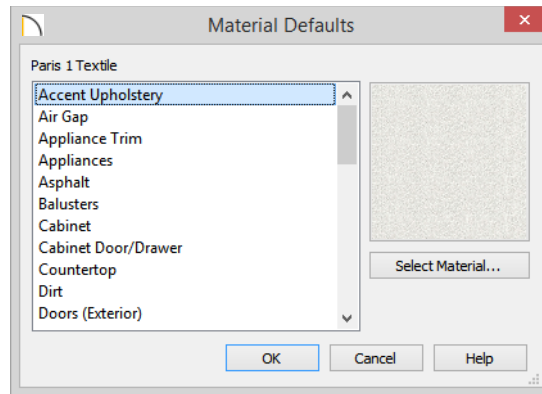 Material Defaults
Paris 1 Textile
Accent Upholstery
Air Gap
Appliance Trim
Appliances
Asphalt
Balusters
Cabinet
Cabinet Door/Drawer
Countertop
Dirt
Doors (Exterior)
Select Material...
OK Cancel Help